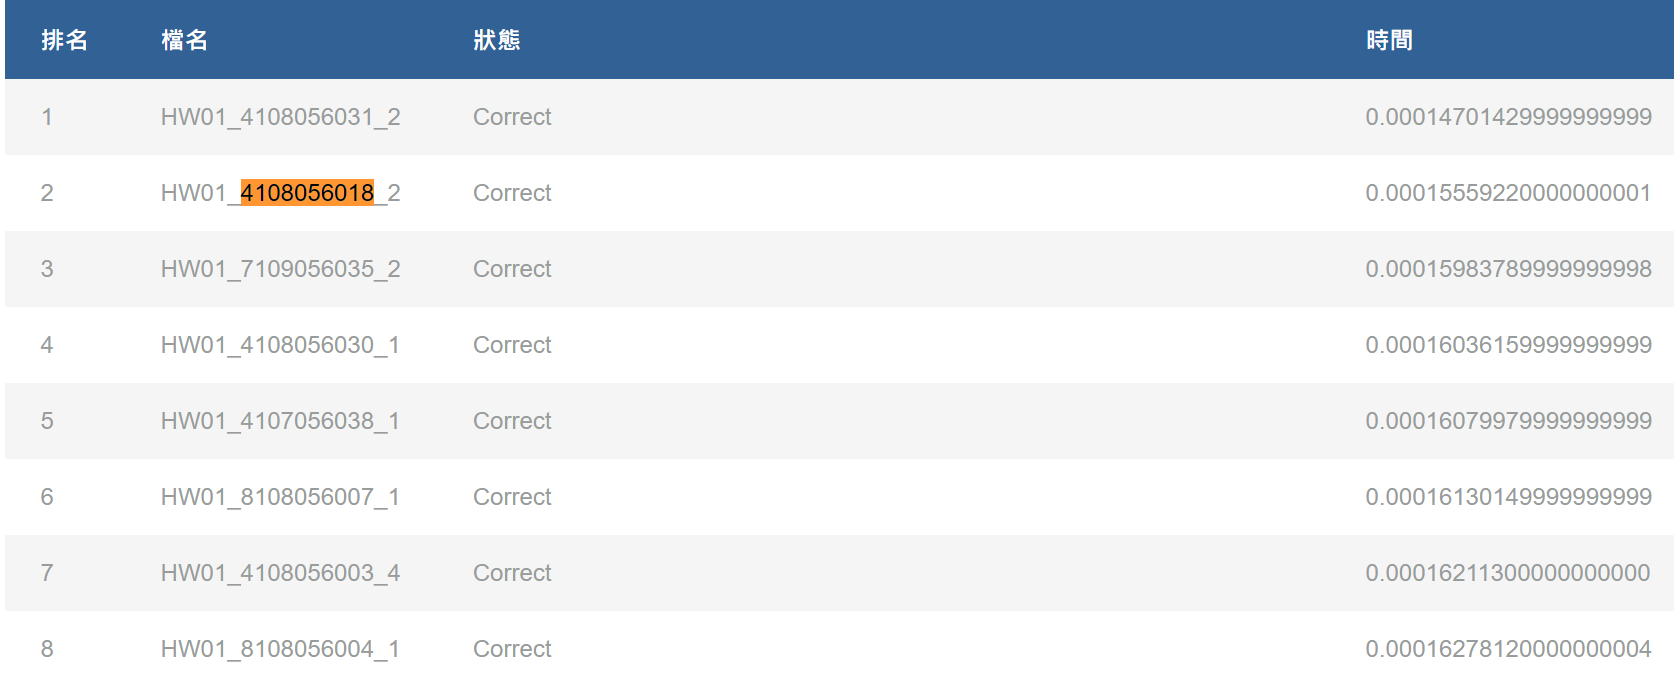 排名 檔名 狀態 時間
1 HW01_4108056031_2 Correct 0.00014701429999999999
2 HW01_4108056018_2 Correct 0.00015559220000000001
3 HW01_7109056035_2 Correct 0.00015983789999999998
4 HW01_4108056030_1 Correct 0.00016036159999999999
5 HW01_4107056038_1 Correct 0.00016079979999999999
6 HW01_8108056007_1 Correct 0.00016130149999999999
7 HW01_4108056003_4 Correct 0.00016211300000000000
8 HW01_8108056004_1 Correct 0.00016278120000000004